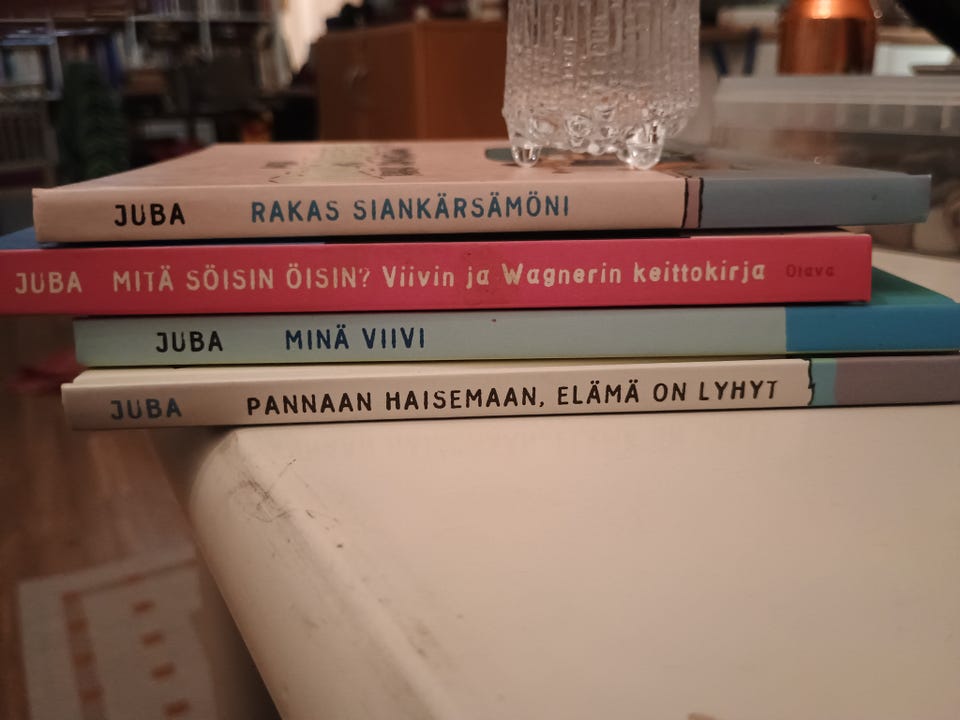 JUBA RAKAS SIANKÄRSÄMÖNI
JUBA MITÄ SÖISIN ÖISIN? Viivin ja Wagnerin keittokirja Otava
JUBA MINÄ VIIVI
JUBA PANNAAN HAISEMAAN, ELÄMÄ ON LYHYT